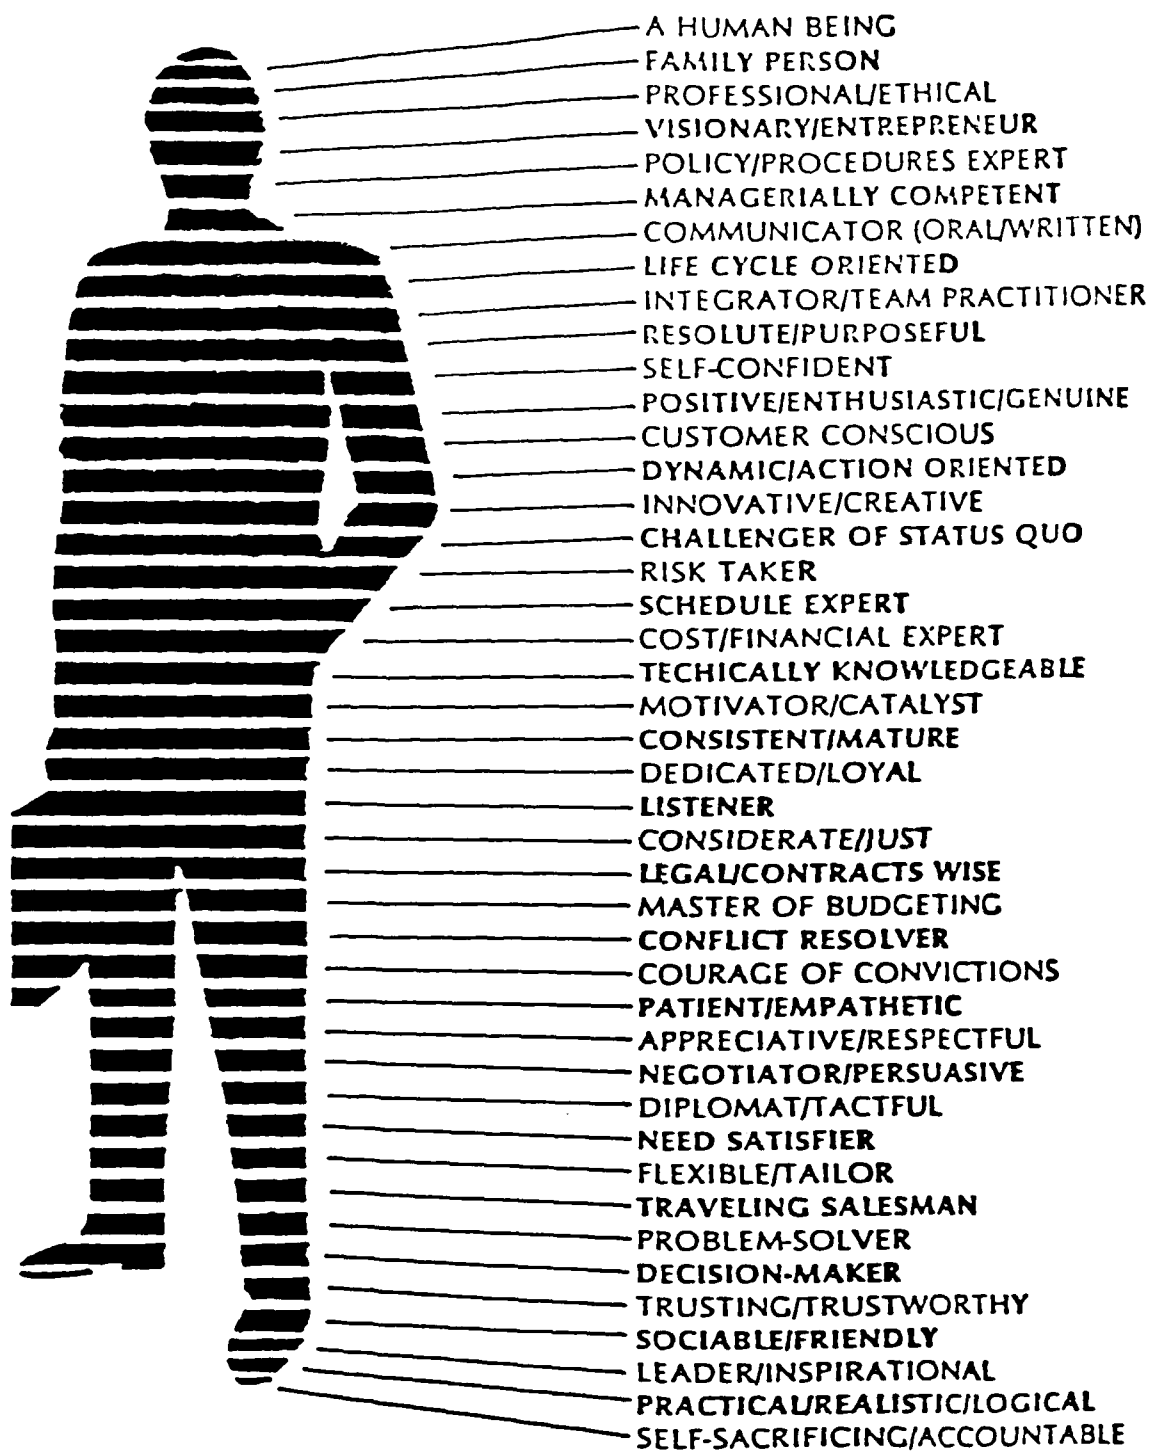 A HUMAN BEING
FAMILY PERSON
PROFESSIONAL/ETHICAL
VISIONARY/ENTREPRENEUR
POLICY/PROCEDURES EXPERT
MANAGERIALLY COMPETENT
COMMUNICATOR (ORAL/WRITTEN)
LIFE CYCLE ORIENTED
INTEGRATOR/TEAM PRACTITIONER
RESOLUTE/PURPOSEFUL
SELF-CONFIDENT
POSITIVE/ENTHUSIASTIC/GENUINE
CUSTOMER CONSCIOUS
DYNAMIC/ACTION ORIENTED
INNOVATIVE/CREATIVE
CHALLENGER OF STATUS QUO
RISK TAKER
SCHEDULE EXPERT
COST/FINANCIAL EXPERT
TECHICALLY KNOWLEDGEABLE
MOTIVATOR/CATALYST
CONSISTENT/MATURE
DEDICATED/LOYAL
LISTENER
CONSIDERATE/JUST
LEGAL/CONTRACTS WISE
MASTER OF BUDGETING
CONFLICT RESOLVER
COURAGE OF CONVICTIONS
PATIENT/EMPATHETIC
APPRECIATIVE/RESPECTFUL
NEGOTIATOR/PERSUASIVE
DIPLOMAT/TACTFUL
NEED SATISFIER
FLEXIBLE/TAILOR
TRAVELING SALESMAN
PROBLEM-SOLVER
DECISION-MAKER
TRUSTING/TRUSTWORTHY
SOCIABLE/FRIENDLY
LEADER/INSPIRATIONAL
PRACTICAL/REALISTIC/LOGICAL
SELF-SACRIFICING/ACCOUNTABLE